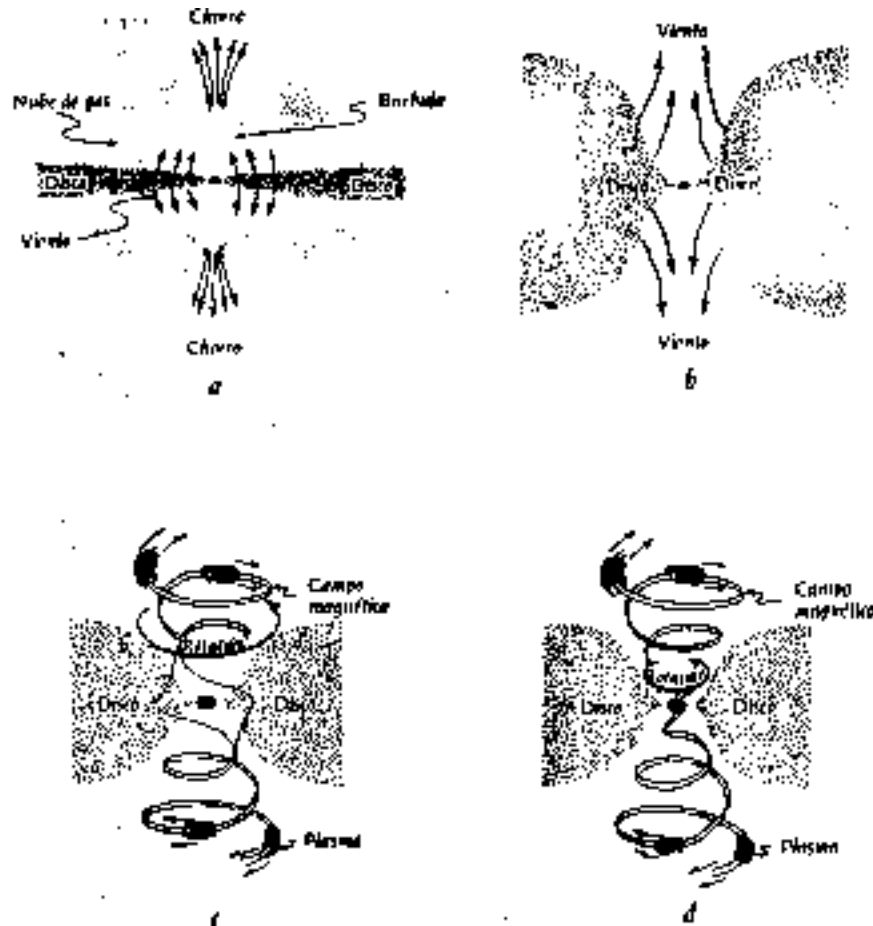 Chorro
Nube de gas
Burbuja
Disco
Disco
Viento
Chorro
a
Viento
Disco
Disco
Viento
b
Campo
magnético
Rotación
Disco
Disco
Plasma
c
Campo
magnético
Rotación
Disco
Disco
Plasma
d